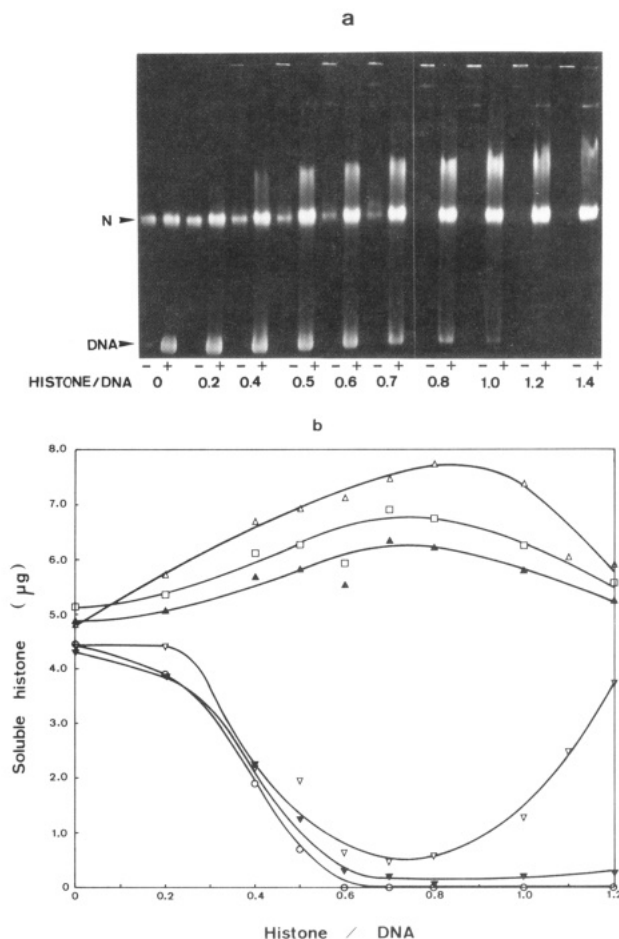 a
N
DNA
- + - + - + - + - + - + - + - + - + - +
HISTONE/DNA 0 0.2 0.4 0.5 0.6 0.7 0.8 1.0 1.2 1.4
b
8.0
7.0
6.0
5.0
4.0
3.0
2.0
1.0
0
Soluble histone (µg)
0 0.2 0.4 0.6 0.8 1.0 1.2
Histone / DNA